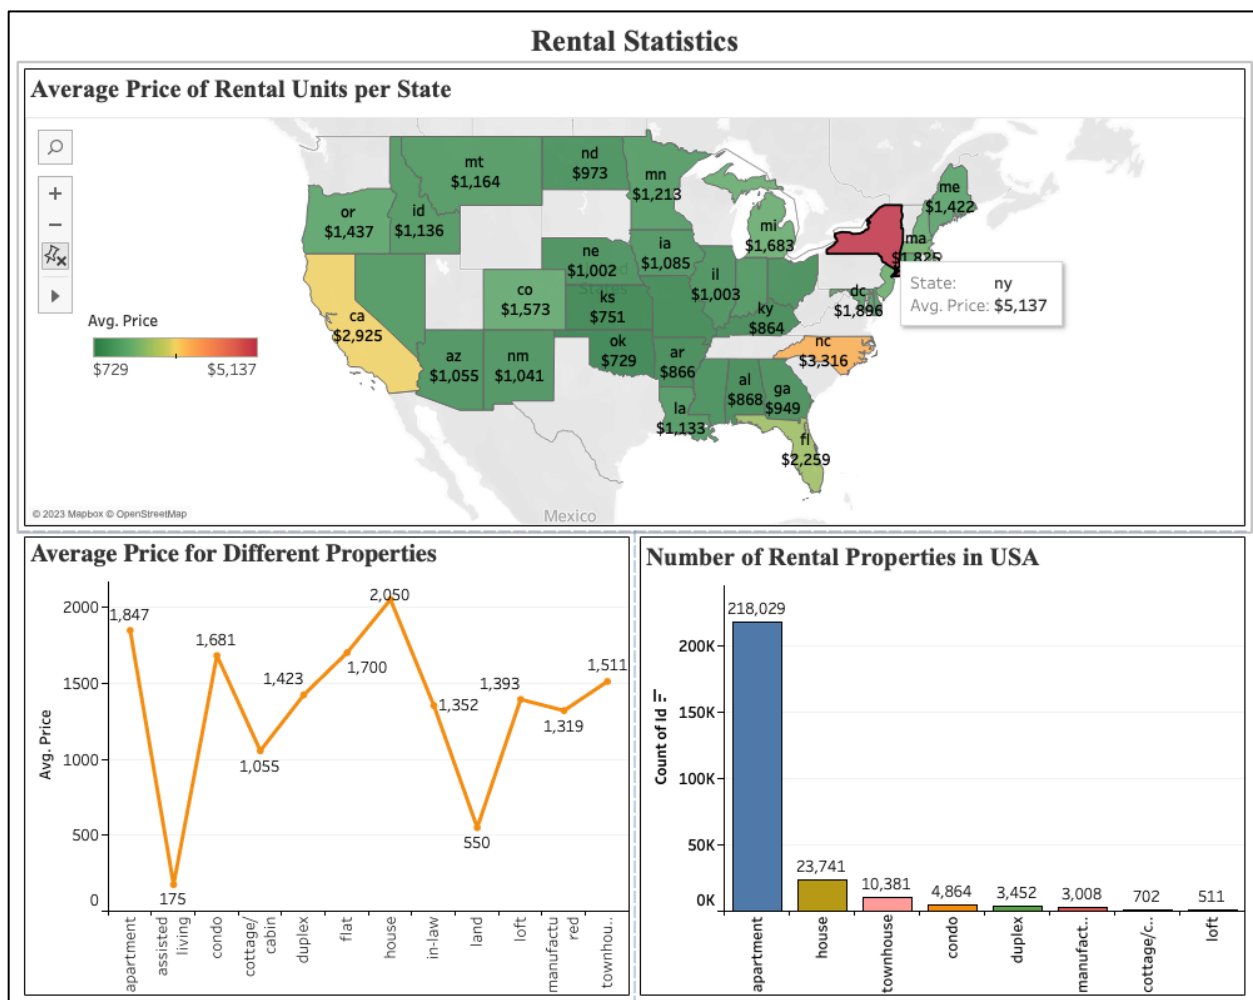 Rental Statistics
Average Price of Rental Units per State
mt
$1,164
nd
$973
mn
$1,213
me
$1,422
or
$1,437
id
$1,136
mi
$1,683
ma
$1,825
ne
$1,002
ia
$1,085
il
$1,003
State: ny
Avg. Price: $5,137
co
$1,573
ks
$751
dc
$1,896
ky
$864
ca
$2,925
az
$1,055
nm
$1,041
ok
$729
ar
$866
nc
$3,316
al
$868
ga
$949
la
$1,133
fl
$2,259
United
States
Mexico
Avg. Price
$729 $5,137
© 2023 Mapbox © OpenStreetMap
Average Price for Different Properties
Avg. Price
2000
1500
1000
500
0
1,847
175
1,681
1,055
1,423
1,700
2,050
1,352
550
1,393
1,319
1,511
apartment
assisted
living
condo
cottage/
cabin
duplex
flat
house
in-law
land
loft
manufactu
red
townhou..
Number of Rental Properties in USA
Count of Id
200K
150K
100K
50K
0K
218,029
23,741
10,381
4,864
3,452
3,008
702
511
apartment
house
townhouse
condo
duplex
manufact..
cottage/c..
loft